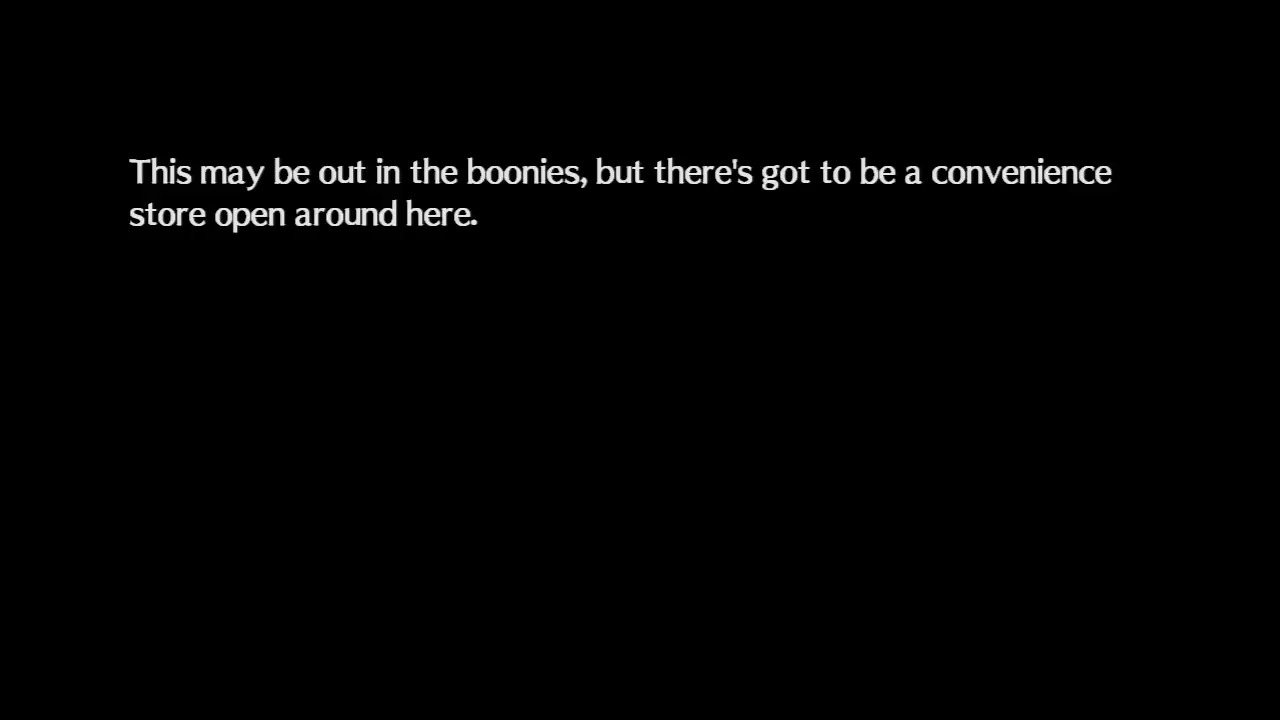 This may be out in the boonies, but there's got to be a convenience
store open around here.